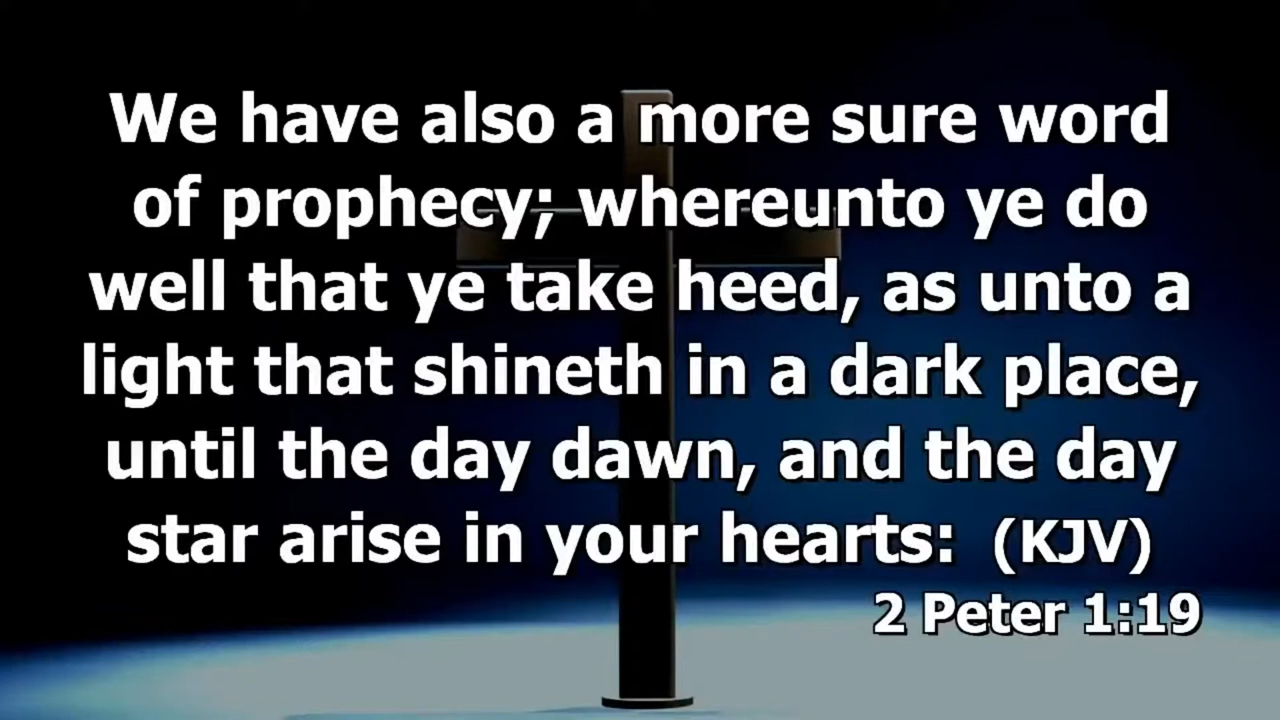 We have also a more sure word
of prophecy; whereunto ye do
well that ye take heed, as unto a
light that shineth in a dark place,
until the day dawn, and the day
star arise in your hearts: (KJV)
2 Peter 1:19